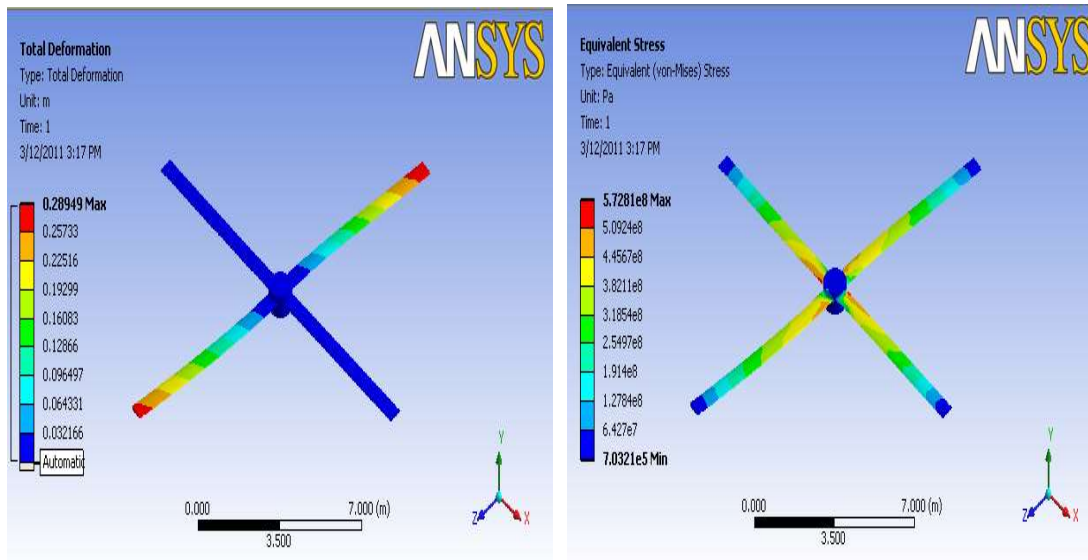 Total Deformation
Type: Total Deformation
Unit: m
Time: 1
3/12/2011 3:17 PM
ANSYS
0.28949 Max
0.25733
0.22516
0.19299
0.16083
0.12866
0.096497
0.064331
0.032166
Automatic
0.000
7.000 (m)
3.500
Y
Z
X
Equivalent Stress
Type: Equivalent (von-Mises) Stress
Unit: Pa
Time: 1
3/12/2011 3:17 PM
ANSYS
5.7281e8 Max
5.0924e8
4.4567e8
3.8211e8
3.1854e8
2.5497e8
1.914e8
1.2784e8
6.427e7
7.0321e5 Min
0.000
7.000 (m)
3.500
Y
Z
X